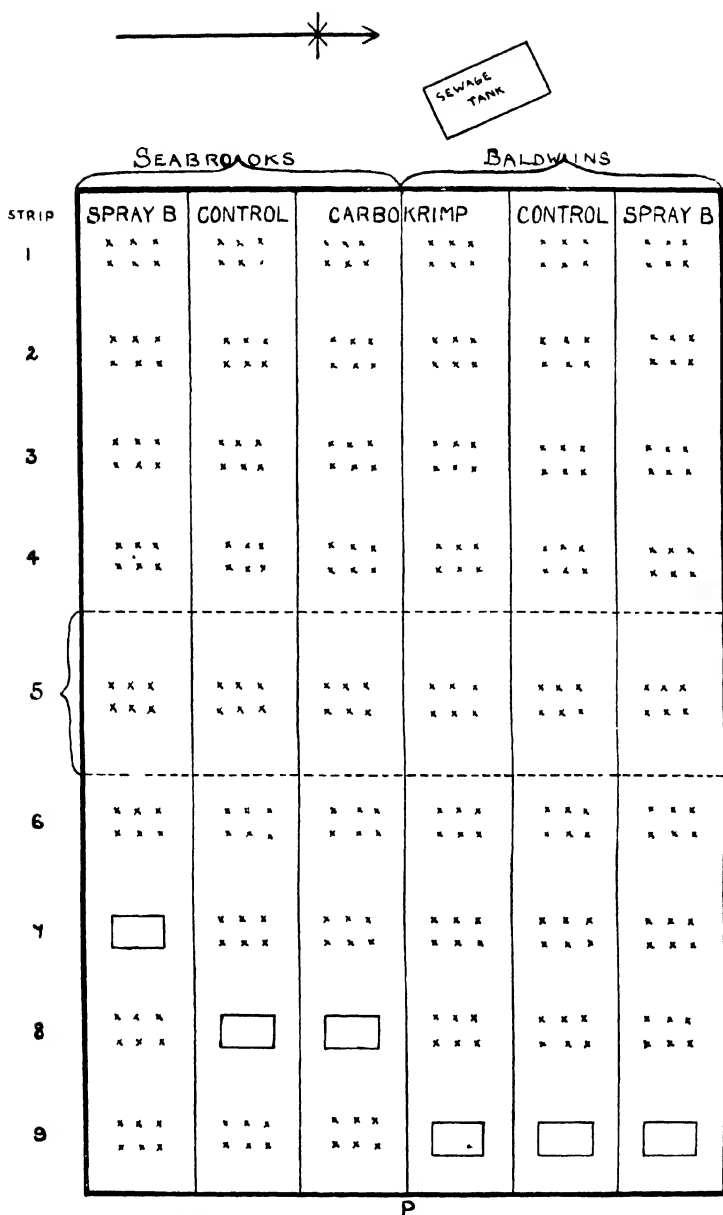 SEWAGE
TANK
SEABROOKS BALDWINS
STRIP SPRAY B CONTROL CARBOKRIMP CONTROL SPRAY B
1
2
3
4
5
6
7
8
9
P